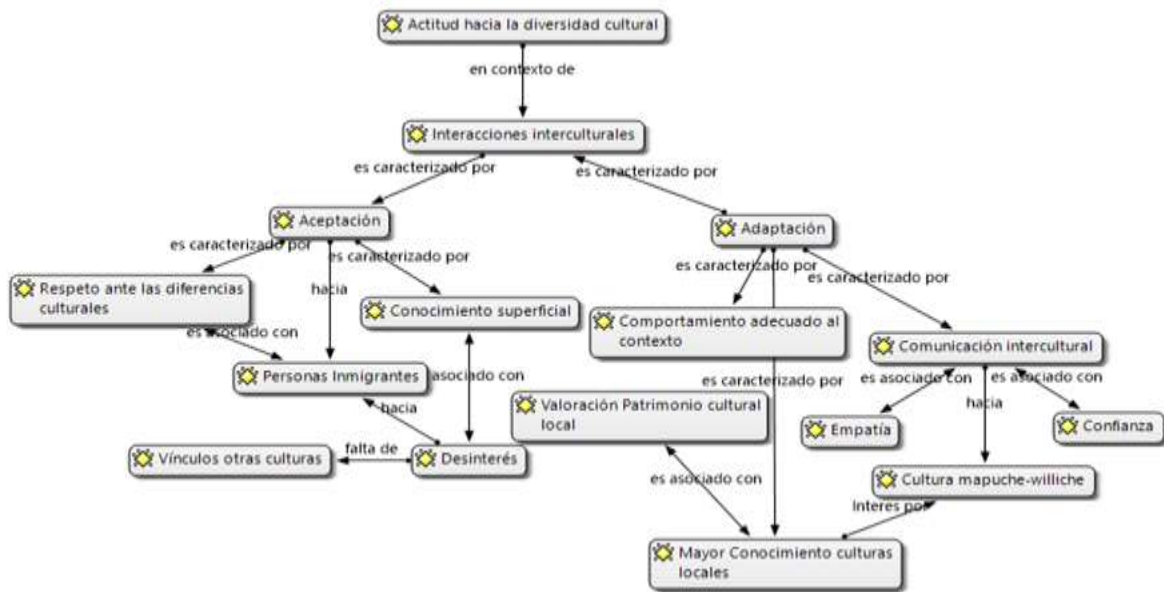 Actitud hacia la diversidad cultural
en contexto de
Interacciones interculturales
es caracterizado por
es caracterizado por
Aceptación
Adaptación
es caracterizado por
es caracterizado por
es caracterizado por
es caracterizado por
Respeto ante las diferencias
culturales
hacia
Conocimiento superficial
Comportamiento adecuado al
contexto
es asociado con
Comunicación intercultural
Personas Inmigrantes
asociado con
es caracterizado por
es asociado con
es asociado con
hacia
Valoración Patrimonio cultural
local
hacia
Empatía
Confianza
Vínculos otras culturas
falta de
Desinterés
es asociado con
Cultura mapuche-williche
Interes por
Mayor Conocimiento culturas
locales